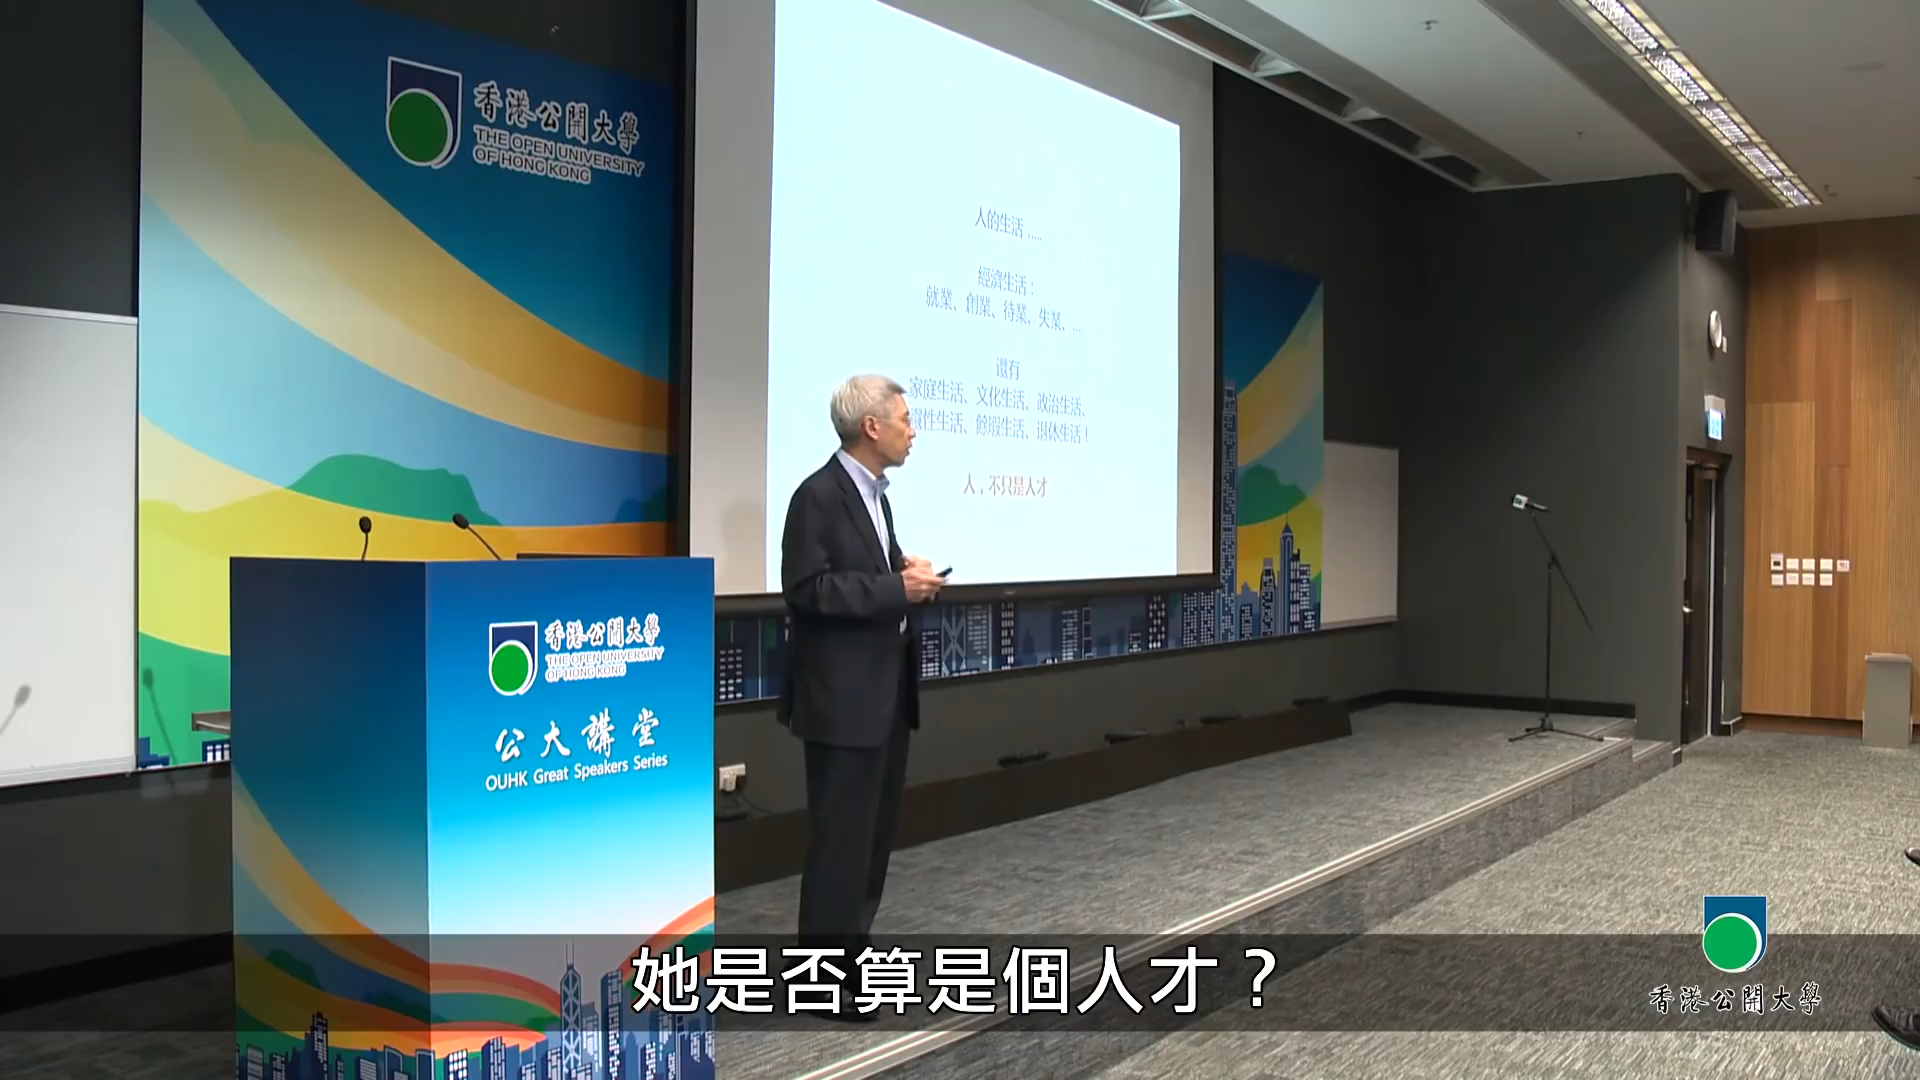 香港公開大學
THE OPEN UNIVERSITY
OF HONG KONG
人的生活 .....
經濟生活：
就業、創業、待業、失業、...
還有
家庭生活、文化生活、政治生活、
靈性生活、餘暇生活、退休生活！
人，不只是人才
香港公開大學
THE OPEN UNIVERSITY
OF HONG KONG
公大講堂
OUHK Great Speakers Series
她是否算是個人才？
香港公開大學